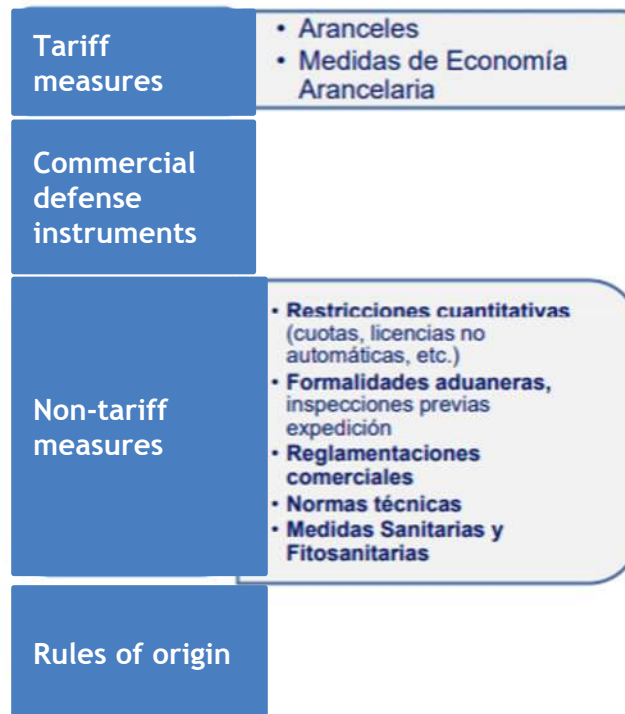 Tariff
measures
• Aranceles
• Medidas de Economía
Arancelaria
Commercial
defense
instruments
Non-tariff
measures
• Restricciones cuantitativas
(cuotas, licencias no
automáticas, etc.)
• Formalidades aduaneras,
inspecciones previas
expedición
• Reglamentaciones
comerciales
• Normas técnicas
• Medidas Sanitarias y
Fitosanitarias
Rules of origin